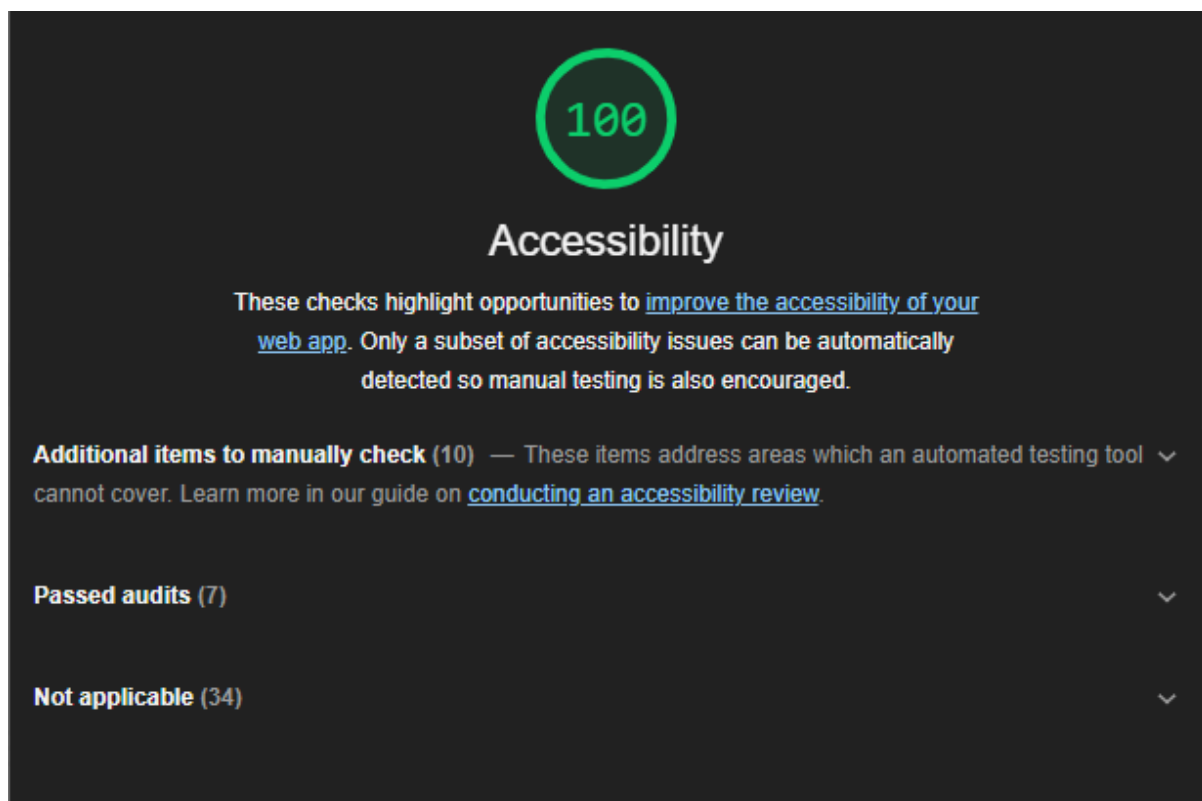 100
Accessibility
These checks highlight opportunities to improve the accessibility of your
web app. Only a subset of accessibility issues can be automatically
detected so manual testing is also encouraged.
Additional items to manually check (10) — These items address areas which an automated testing tool
cannot cover. Learn more in our guide on conducting an accessibility review.
Passed audits (7)
Not applicable (34)